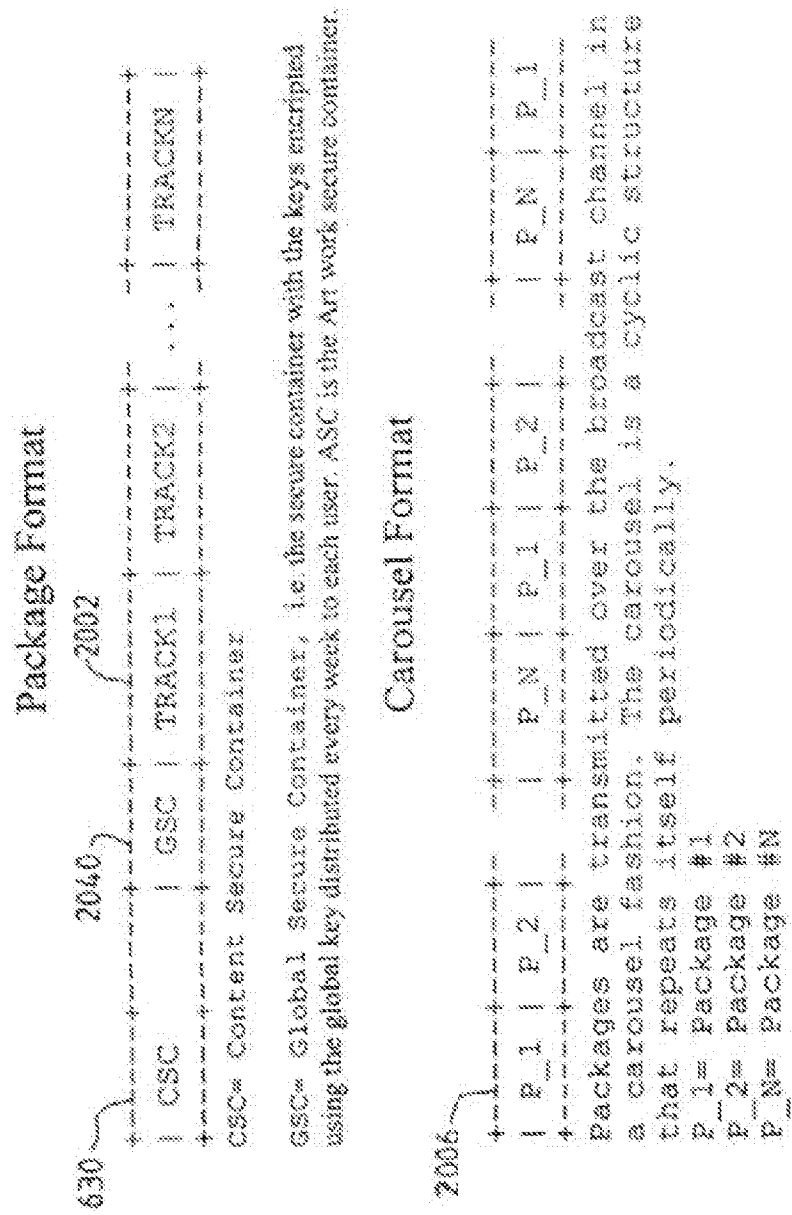 Package Format
630 2040 2002
+-----------+-----------+-----------+-----------+ -+-----------+
| CSC | GSC | TRACK1 | TRACK2 | ... | TRACKN |
+-----------+-----------+-----------+-----------+ -+-----------+
CSC= Content Secure Container
GSC= Global Secure Container, i.e. the secure container with the keys encripted
using the global key distributed every week to each user. ASC is the Art work secure container.
Carousel Format
2006
+-------+-------+ -+-------+-------+-------+ -+-------+-------
| P_1 | P_2 | | P_N | P_1 | P_2 | | P_N | P_1
+-------+-------+ -+-------+-------+-------+ -+-------+-------
Packages are transmitted over the broadcast channel in
a carousel fashion. The carousel is a cyclic structure
that repeats itself periodically.
P_1= Package #1
P_2= Package #2
P_N= Package #N